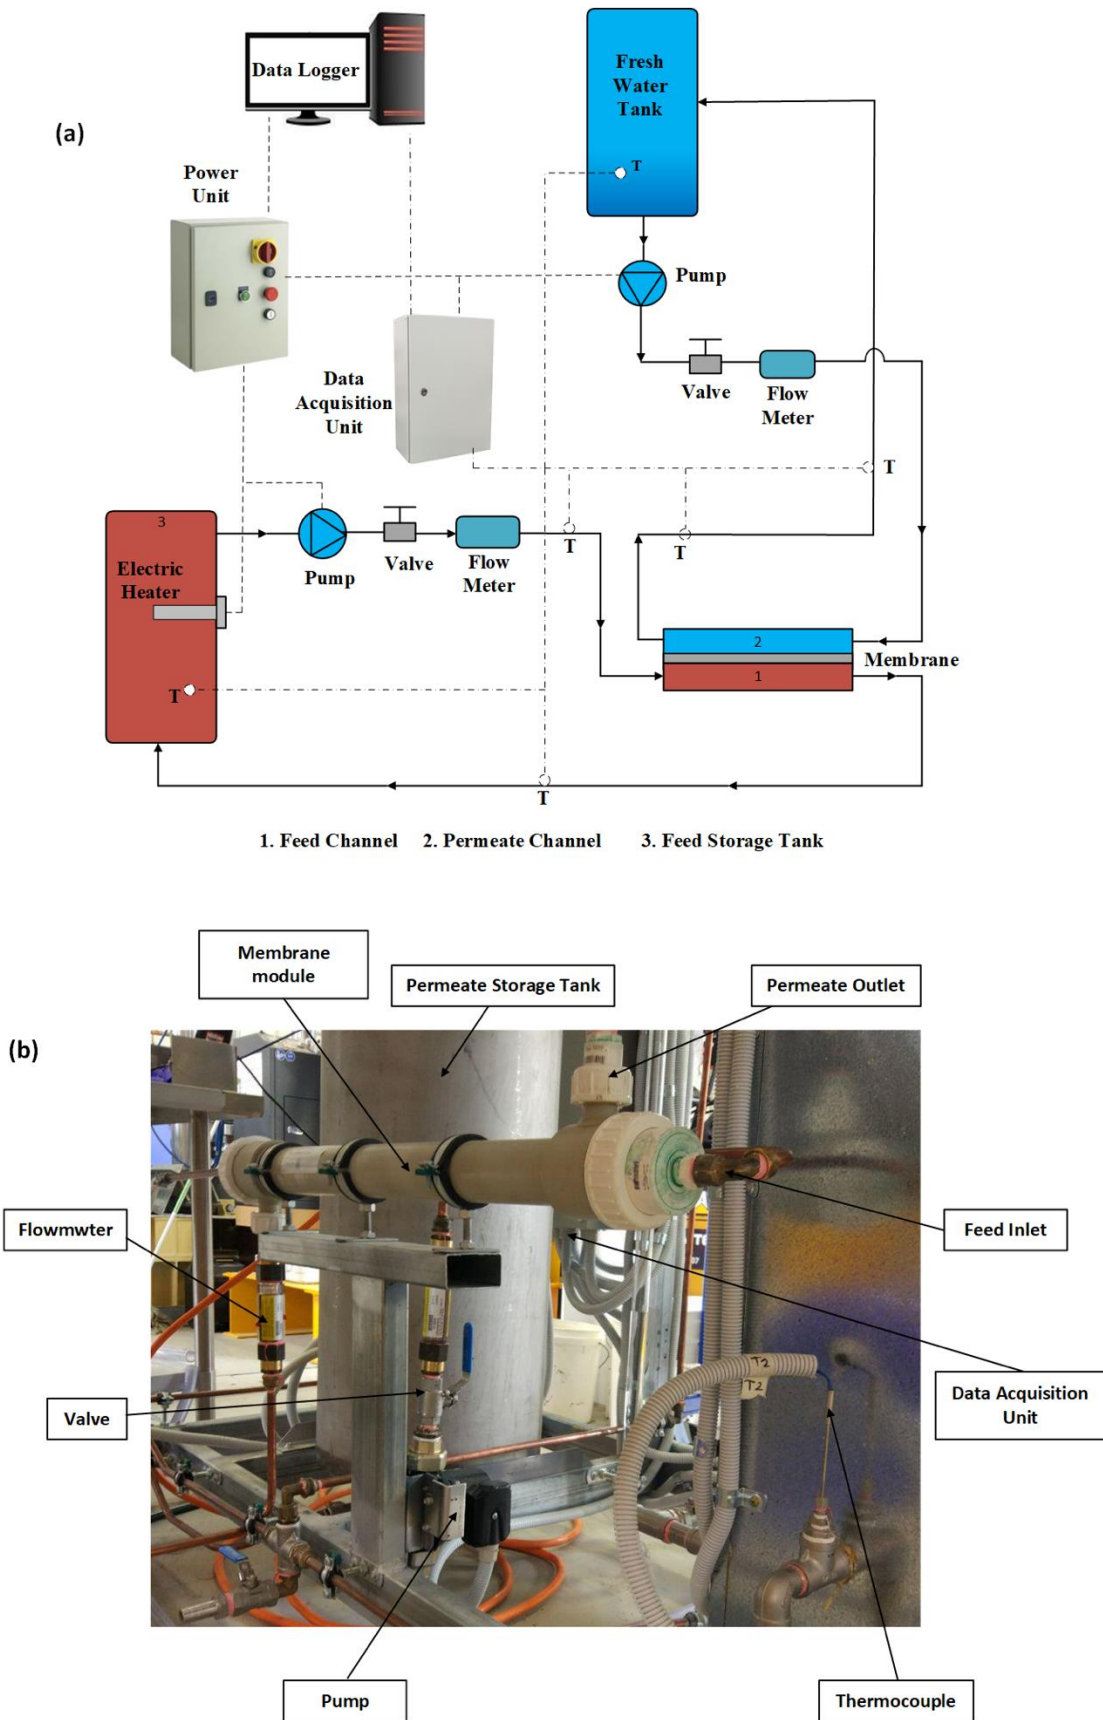 (a)
Data Logger
Fresh
Water
Tank
T
Power
Unit
Pump
Data
Acquisition
Unit
Valve
Flow
Meter
T
3
Electric
Heater
T
Pump
Valve
Flow
Meter
T
T
2
Membrane
1
T
1. Feed Channel 2. Permeate Channel 3. Feed Storage Tank
(b)
Membrane
module
Permeate Storage Tank
Permeate Outlet
Flowmwter
Feed Inlet
Valve
Data Acquisition
Unit
T2
T2
Pump
Thermocouple